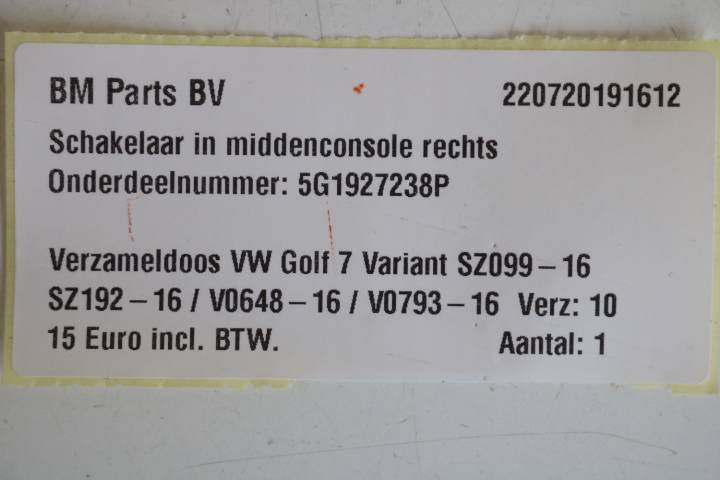 BM Parts BV 220720191612
Schakelaar in middenconsole rechts
Onderdeelnummer: 5G1927238P
Verzameldoos VW Golf 7 Variant SZ099-16
SZ192-16 / V0648-16 / V0793-16 Verz: 10
15 Euro incl. BTW. Aantal: 1